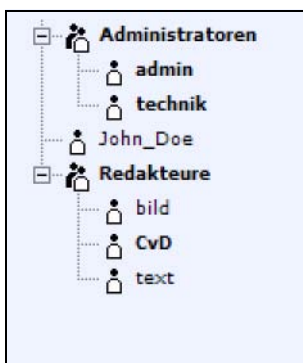 Administratoren
admin
technik
John_Doe
Redakteure
bild
CvD
text